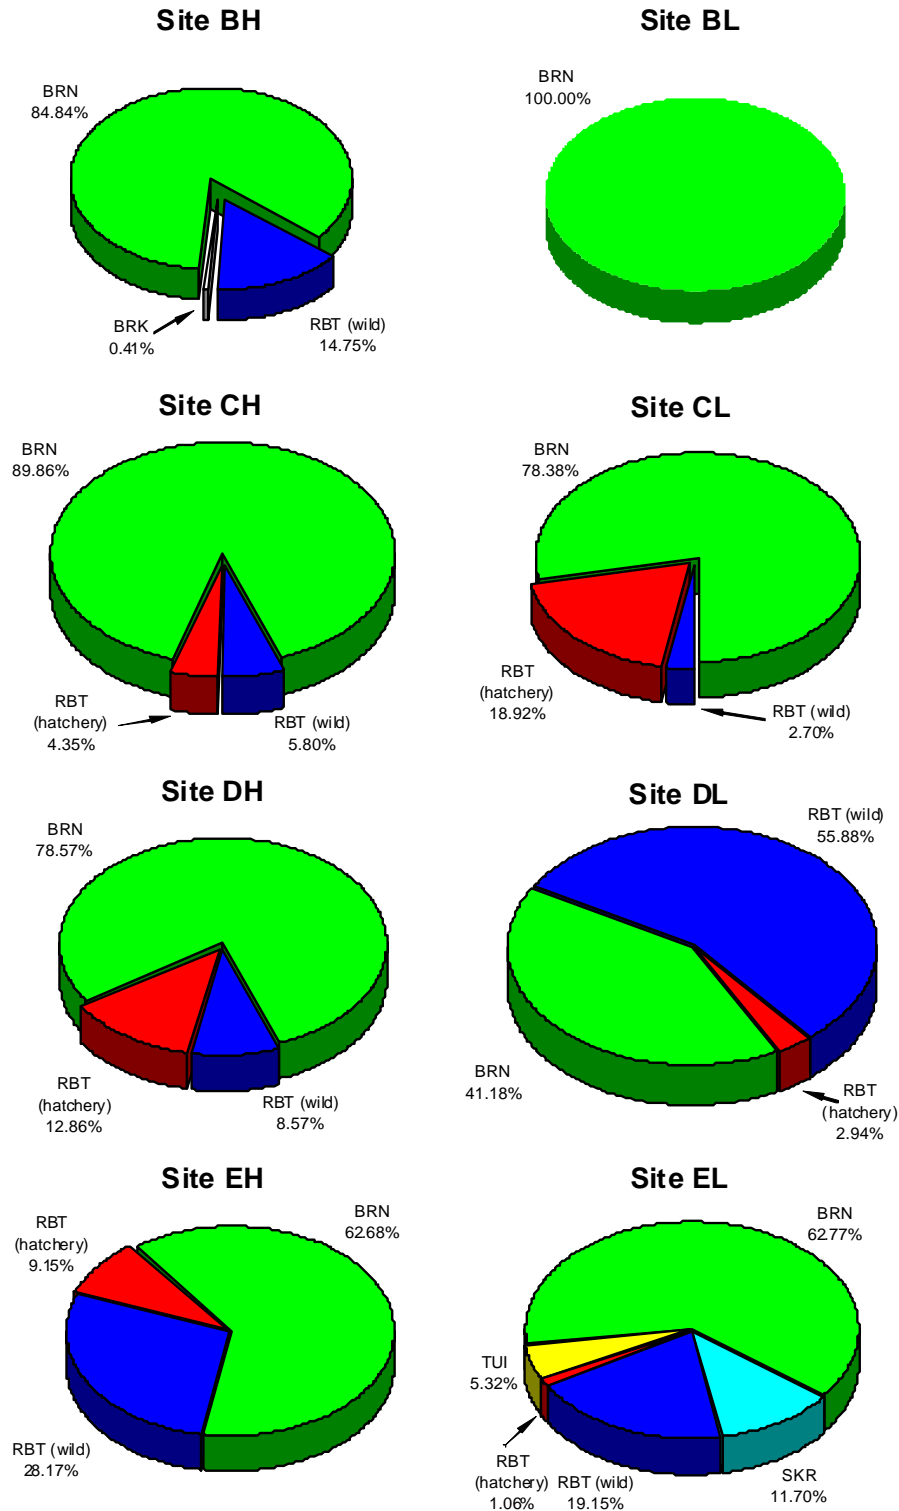 Site BH
BRN
84.84%
BRK
0.41%
RBT (wild)
14.75%
Site BL
BRN
100.00%
Site CH
BRN
89.86%
RBT
(hatchery)
4.35%
RBT (wild)
5.80%
Site CL
BRN
78.38%
RBT
(hatchery)
18.92%
RBT (wild)
2.70%
Site DH
BRN
78.57%
RBT
(hatchery)
12.86%
RBT (wild)
8.57%
Site DL
RBT (wild)
55.88%
BRN
41.18%
RBT
(hatchery)
2.94%
Site EH
RBT
(hatchery)
9.15%
BRN
62.68%
RBT (wild)
28.17%
Site EL
BRN
62.77%
TUI
5.32%
RBT
(hatchery)
1.06%
RBT (wild)
19.15%
SKR
11.70%